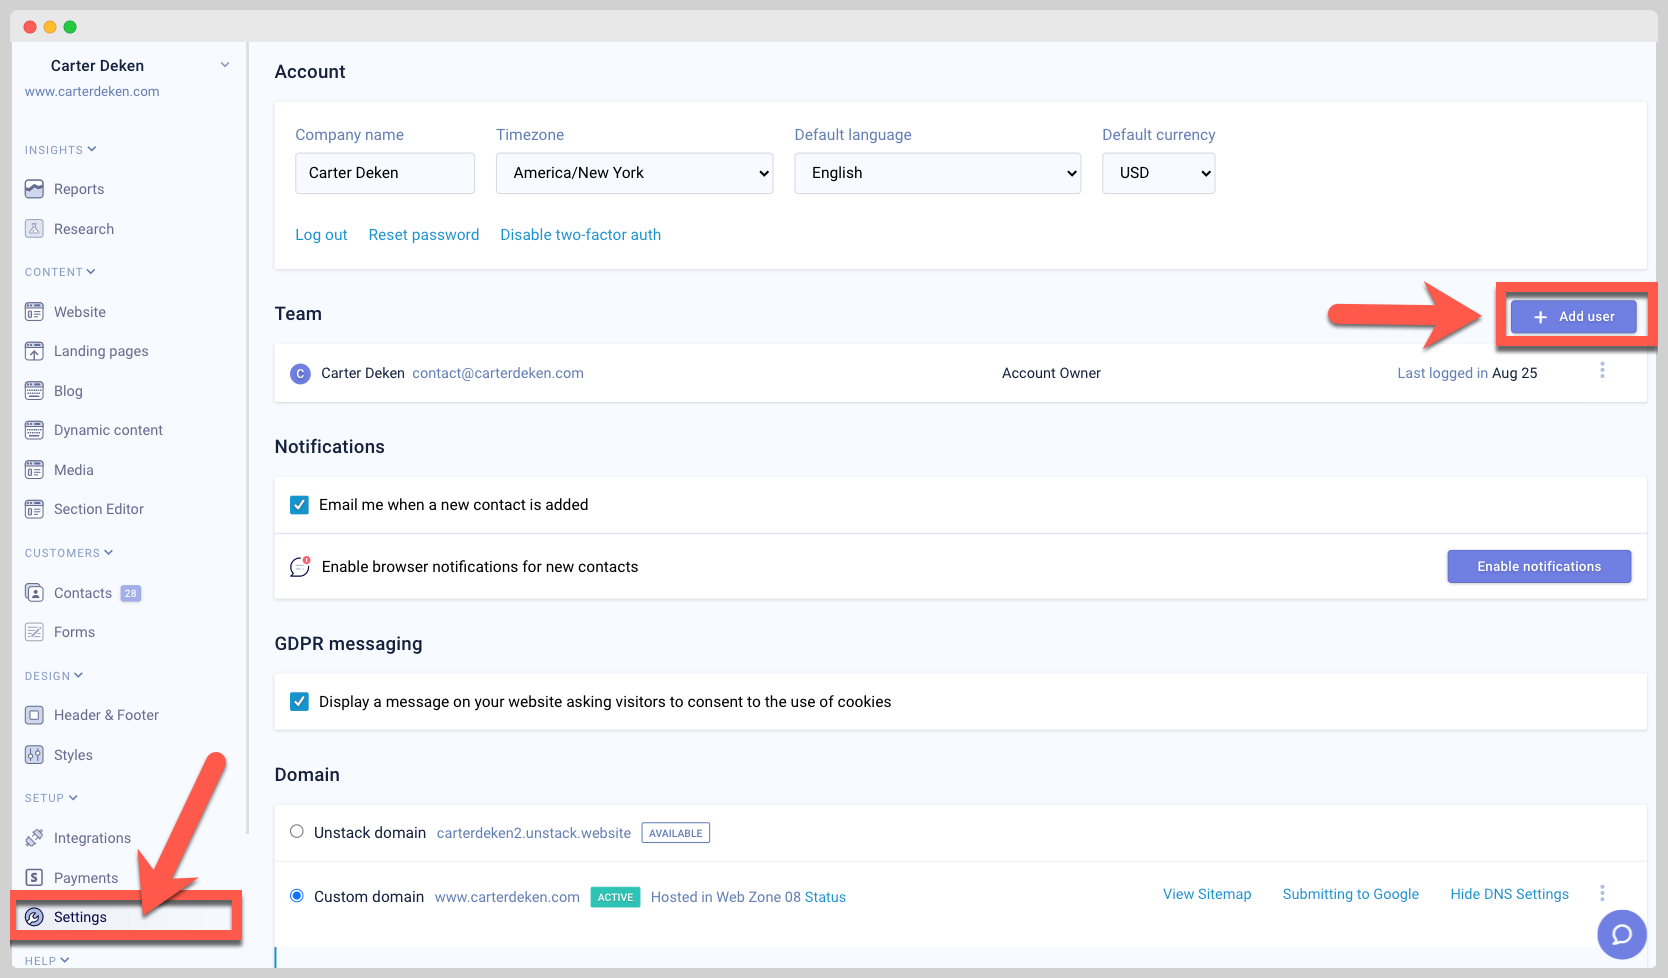 Carter Deken
www.carterdeken.com
INSIGHTS
Reports
Research
CONTENT
Website
Landing pages
Blog
Dynamic content
Media
Section Editor
CUSTOMERS
Contacts 28
Forms
DESIGN
Header & Footer
Styles
SETUP
Integrations
Payments
Settings
HELP
Account
Company name Timezone Default language Default currency
Carter Deken America/New York English USD
Log out Reset password Disable two-factor auth
Team + Add user
C Carter Deken contact@carterdeken.com Account Owner Last logged in Aug 25
Notifications
Email me when a new contact is added
Enable browser notifications for new contacts Enable notifications
GDPR messaging
Display a message on your website asking visitors to consent to the use of cookies
Domain
Unstack domain carterdeken2.unstack.website AVAILABLE
Custom domain www.carterdeken.com ACTIVE Hosted in Web Zone 08 Status View Sitemap Submitting to Google Hide DNS Settings